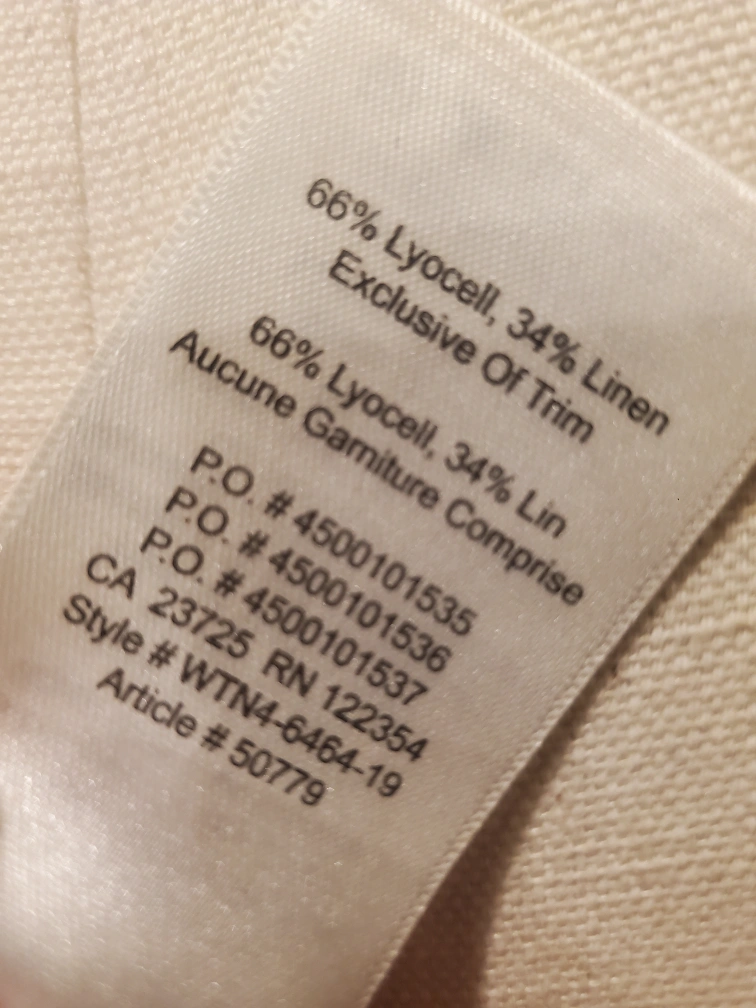 66% Lyocell, 34% Linen
Exclusive Of Trim
66% Lyocell, 34% Lin
Aucune Garniture Comprise
P.O. # 4500101535
P.O. # 4500101536
P.O. # 4500101537
CA 23725 RN 122354
Style # WTN4-6464-19
Article # 50779